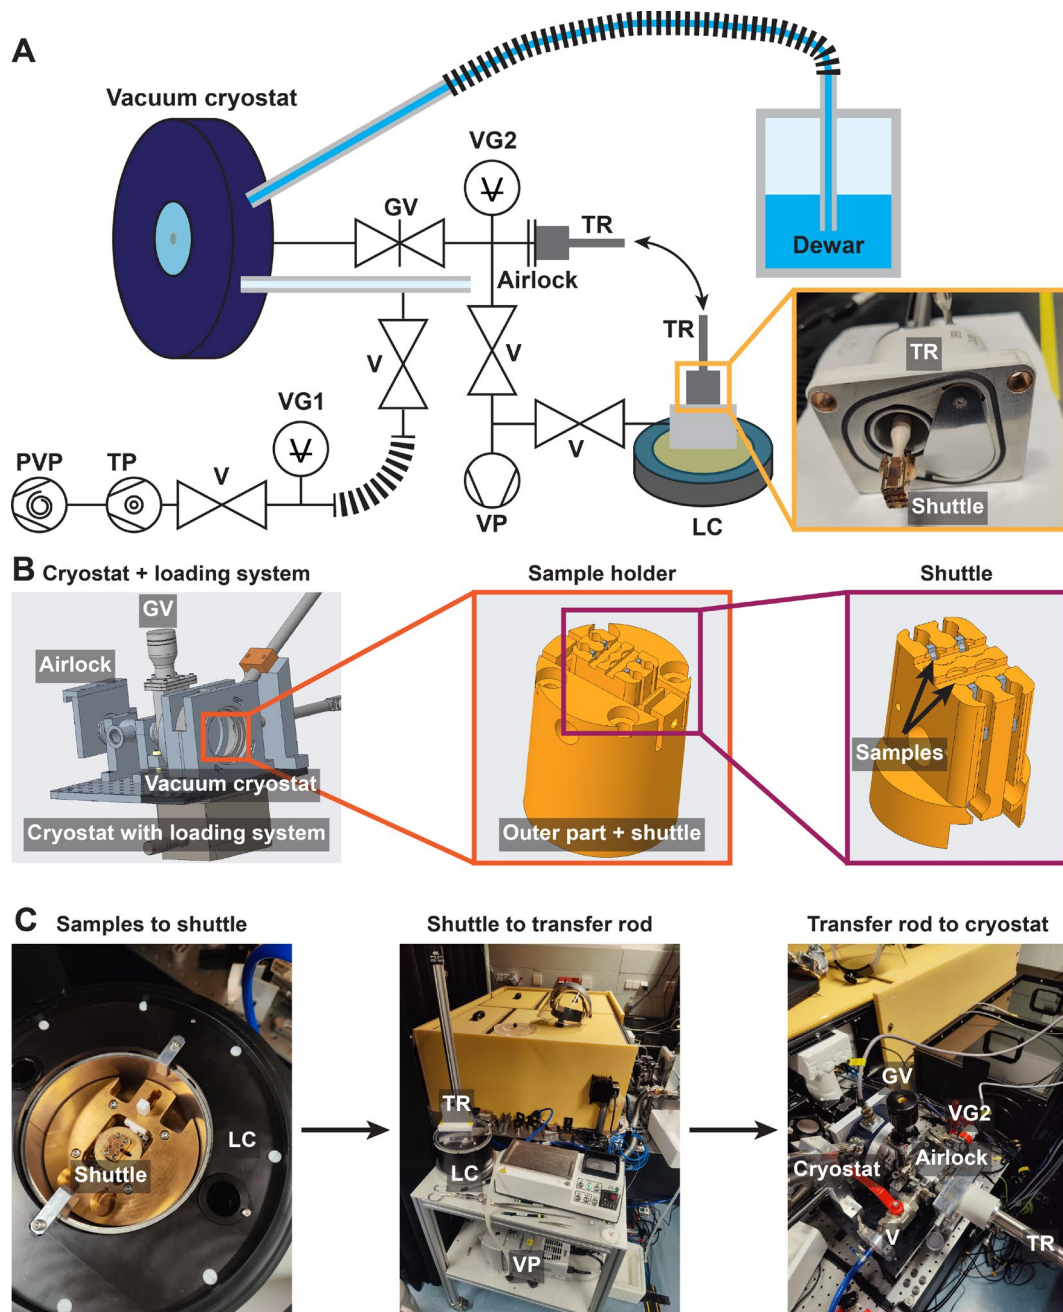 A
Vacuum cryostat
VG2
GV
TR
Airlock
Dewar
TR
TR
V
V
VG1
V
PVP
TP
V
Shuttle
VP
LC
B
Cryostat + loading system
Sample holder
Shuttle
GV
Airlock
Samples
Vacuum cryostat
Cryostat with loading system
Outer part + shuttle
C
Samples to shuttle
Shuttle to transfer rod
Transfer rod to cryostat
GV
TR
VG2
LC
Shuttle
LC
Cryostat
Airlock
V
TR
VP